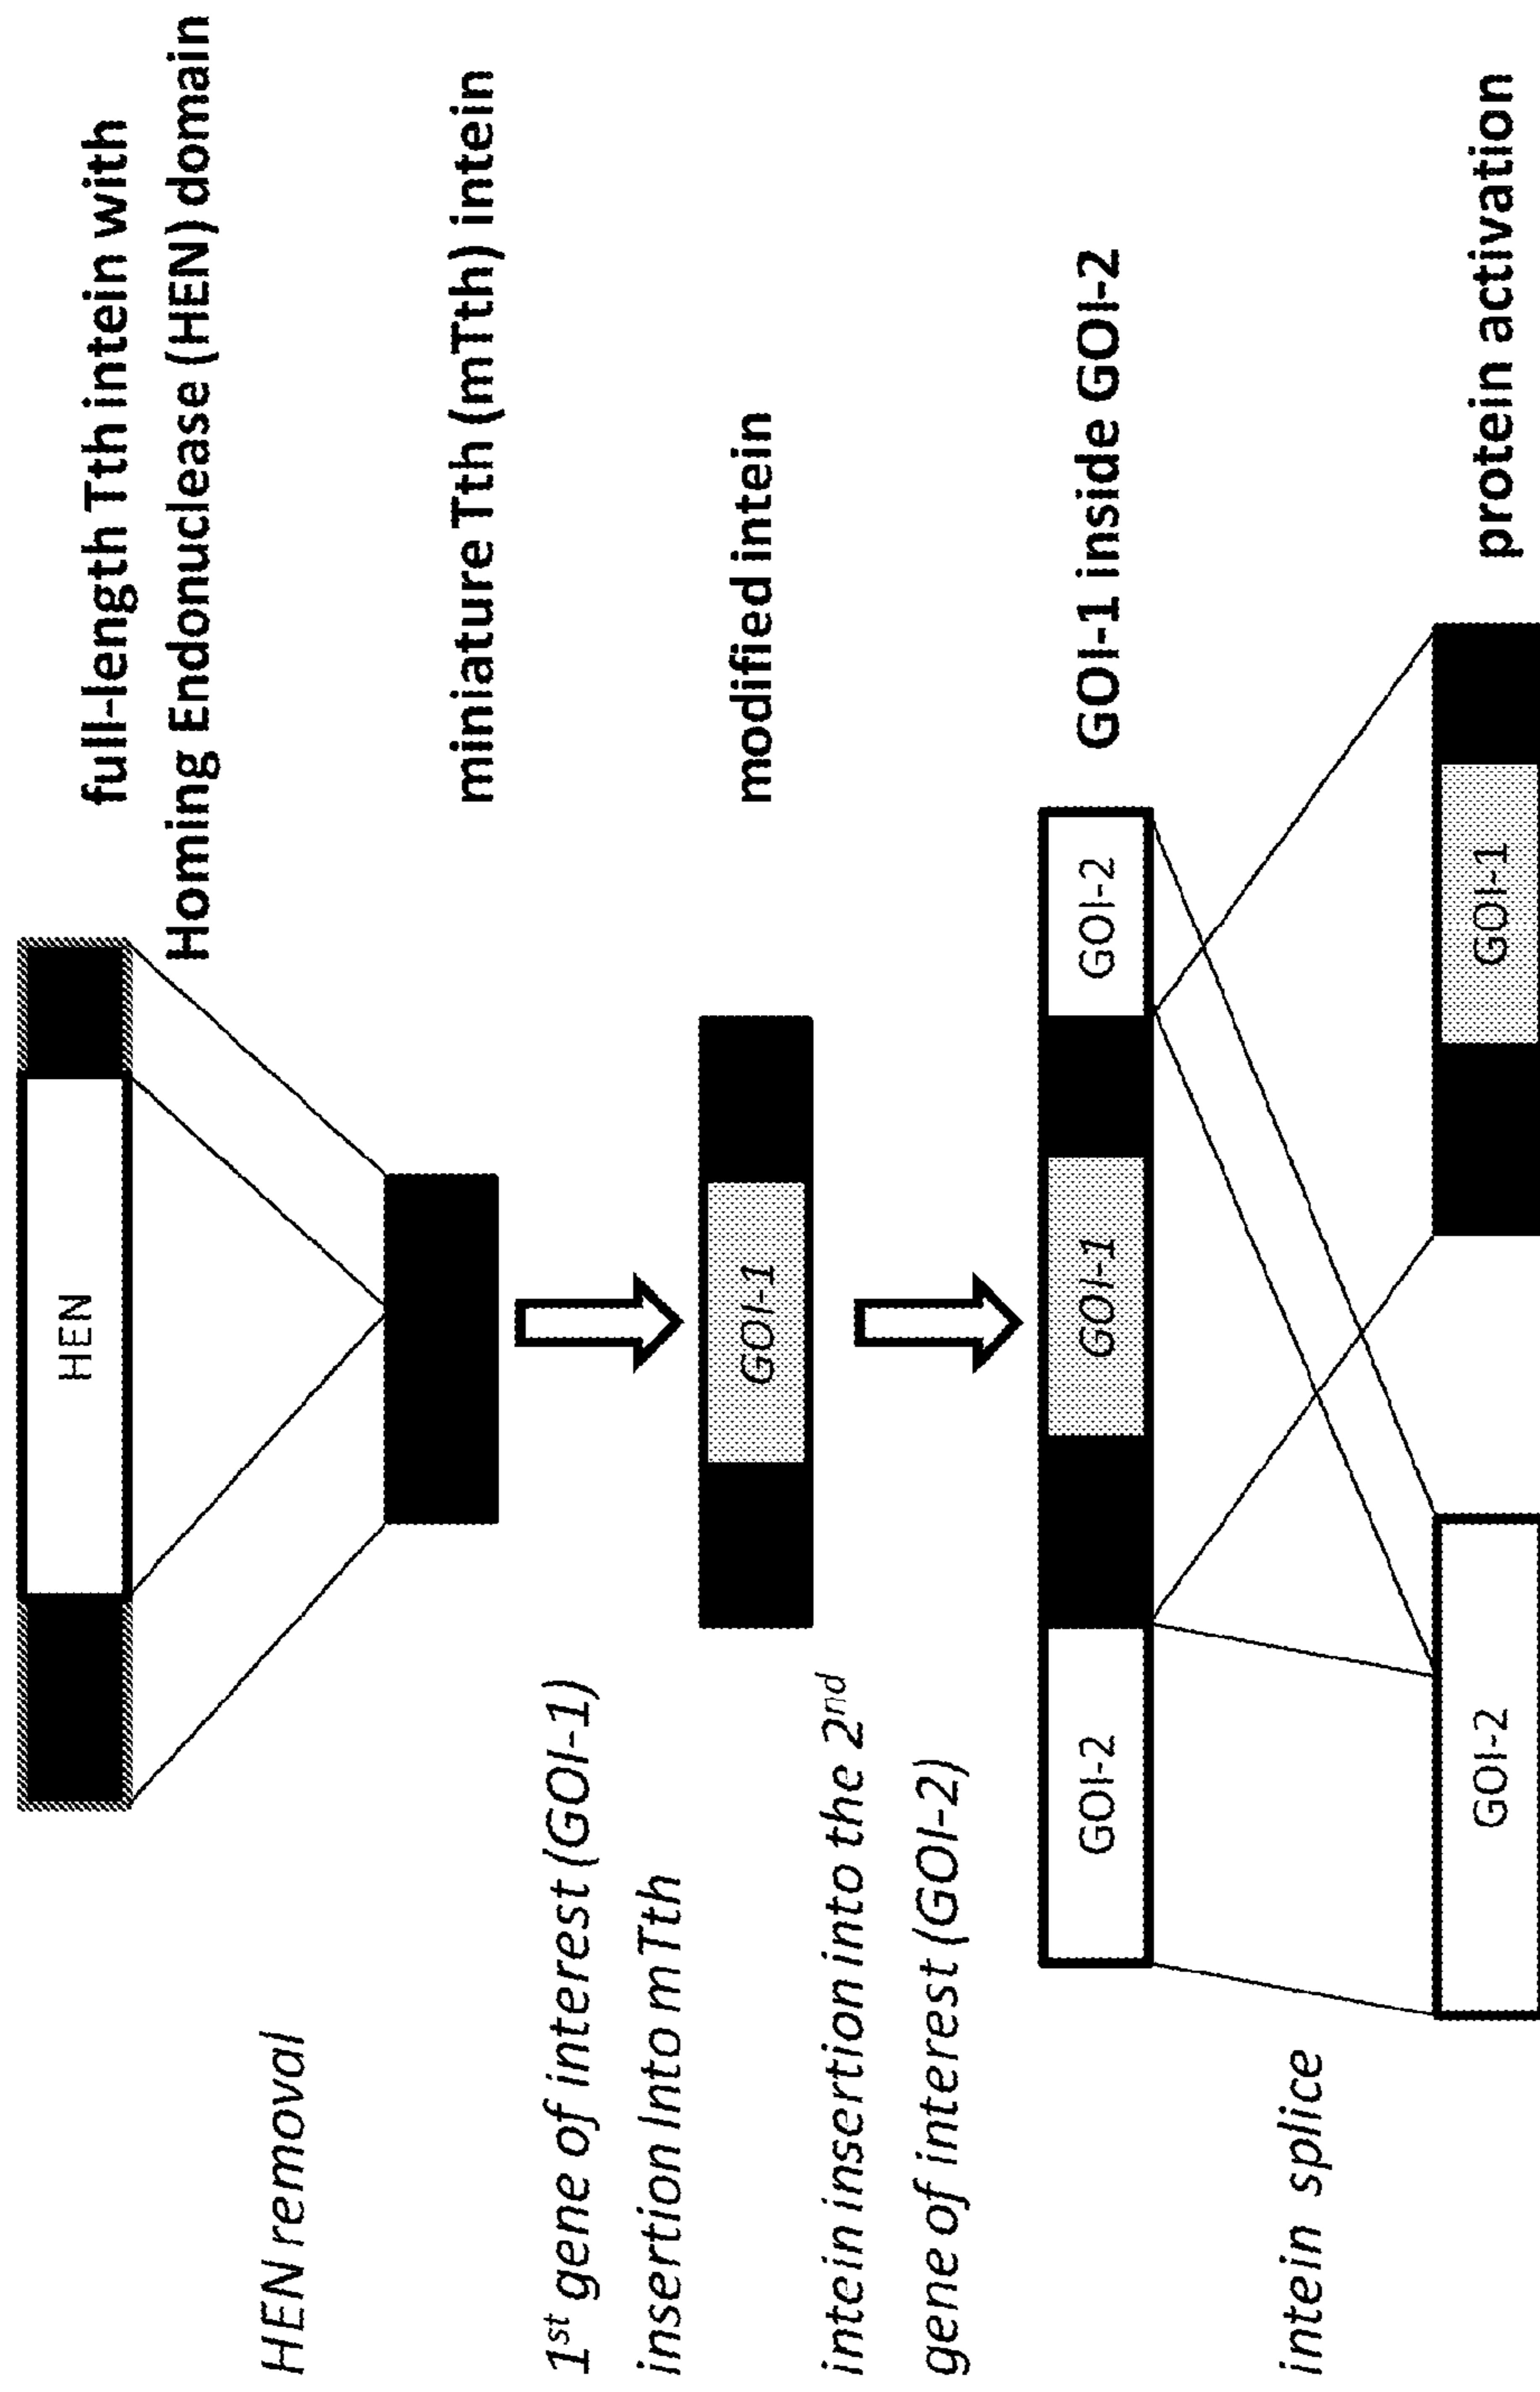 full-length Tth intein with
Homing Endonuclease (HEN) domain
HEN
HEN removal
miniature Tth (mTth) intein
1st gene of interest (GOI-1)
insertion Into mTth
modified intein
GOI-1
intein insertion into the 2nd
gene of interest (GOI-2)
GOI-1 inside GOI-2
GOI-2 GOI-1 GOI-2
intein splice
protein activation
GOI-2 GOI-1